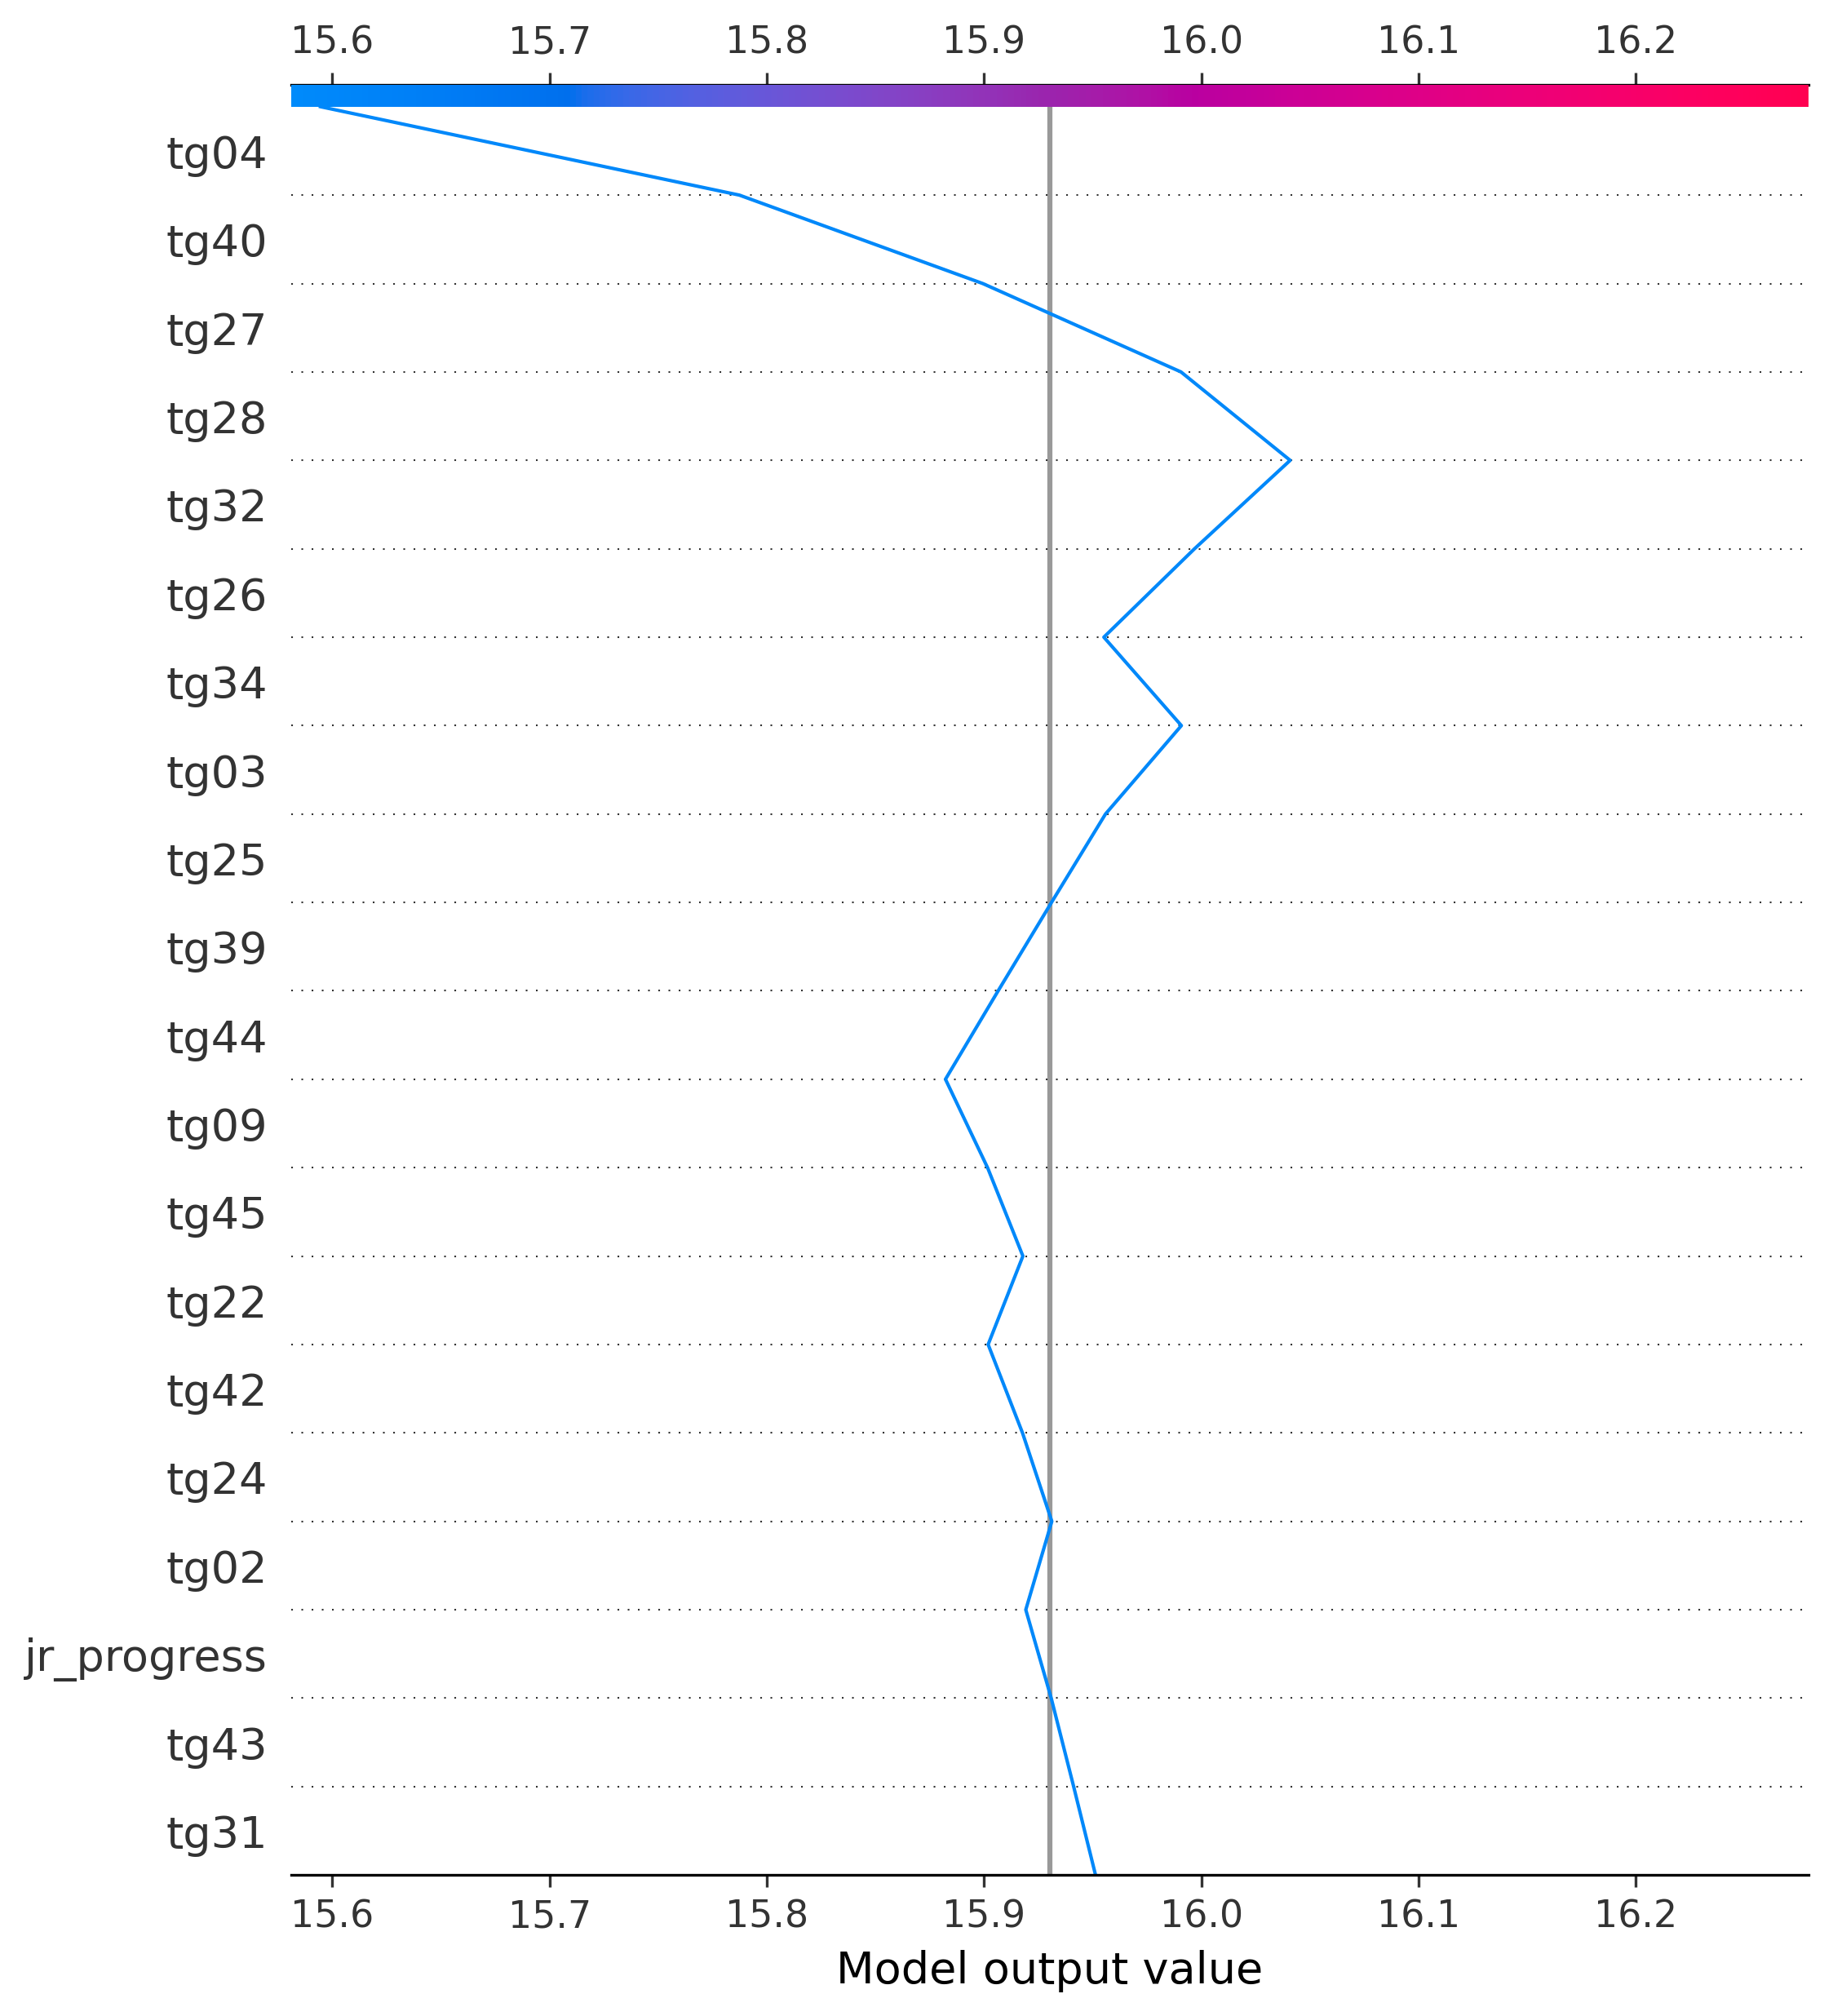 15.6 15.7 15.8 15.9 16.0 16.1 16.2
tg04
tg40
tg27
tg28
tg32
tg26
tg34
tg03
tg25
tg39
tg44
tg09
tg45
tg22
tg42
tg24
tg02
jr_progress
tg43
tg31
15.6 15.7 15.8 15.9 16.0 16.1 16.2
Model output value